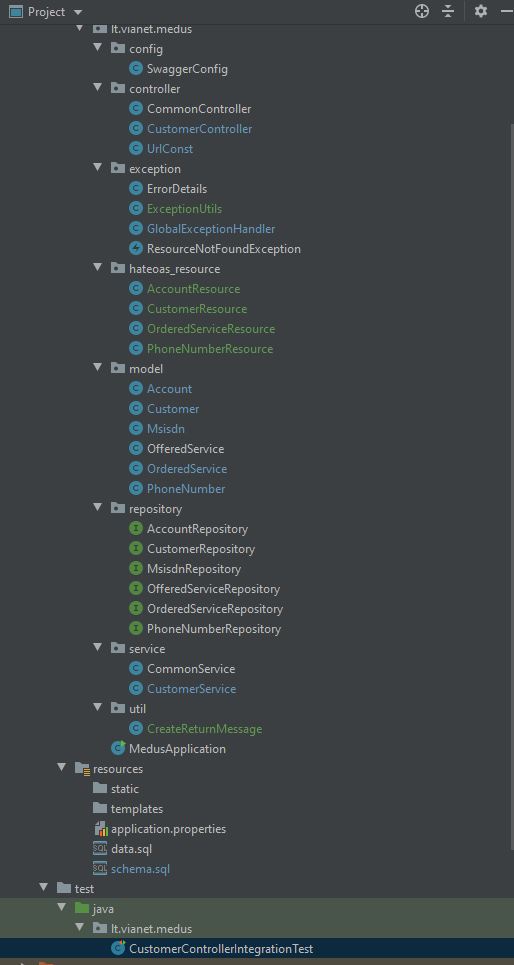 Project
lt.vianet.medus
config
SwaggerConfig
controller
CommonController
CustomerController
UrlConst
exception
ErrorDetails
ExceptionUtils
GlobalExceptionHandler
ResourceNotFoundException
hateoas_resource
AccountResource
CustomerResource
OrderedServiceResource
PhoneNumberResource
model
Account
Customer
Msisdn
OfferedService
OrderedService
PhoneNumber
repository
AccountRepository
CustomerRepository
MsisdnRepository
OfferedServiceRepository
OrderedServiceRepository
PhoneNumberRepository
service
CommonService
CustomerService
util
CreateReturnMessage
MedusApplication
resources
static
templates
application.properties
data.sql
schema.sql
test
java
lt.vianet.medus
CustomerControllerIntegrationTest